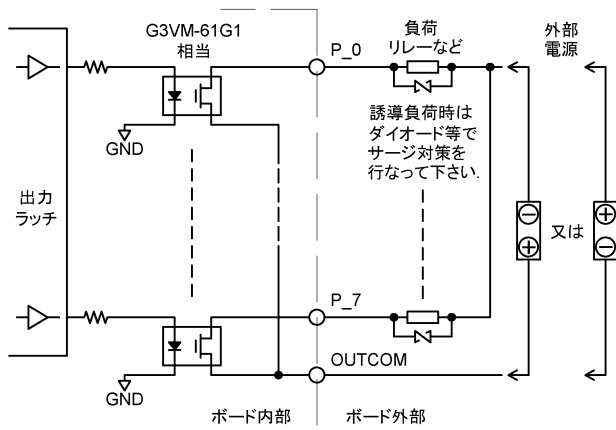 G3VM-61G1
相当
P_0
負荷
リレーなど
外部
電源
GND
誘導負荷時は
ダイオード等で
サージ対策を
行なって下さい.
出力
ラッチ
⊖
⊕
又は
⊕
⊖
P_7
OUTCOM
GND
ボード内部
ボード外部